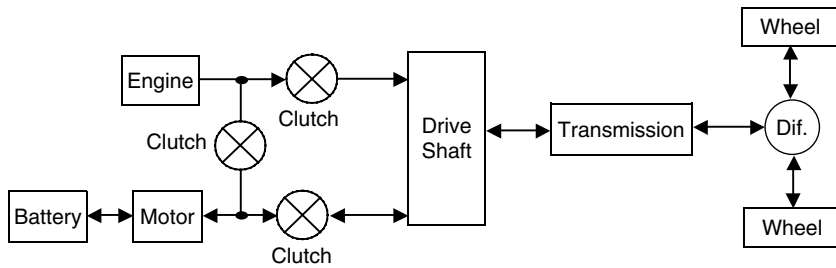 Wheel
Engine
Clutch
Clutch
Drive
Shaft
Transmission
Dif.
Battery
Motor
Clutch
Wheel